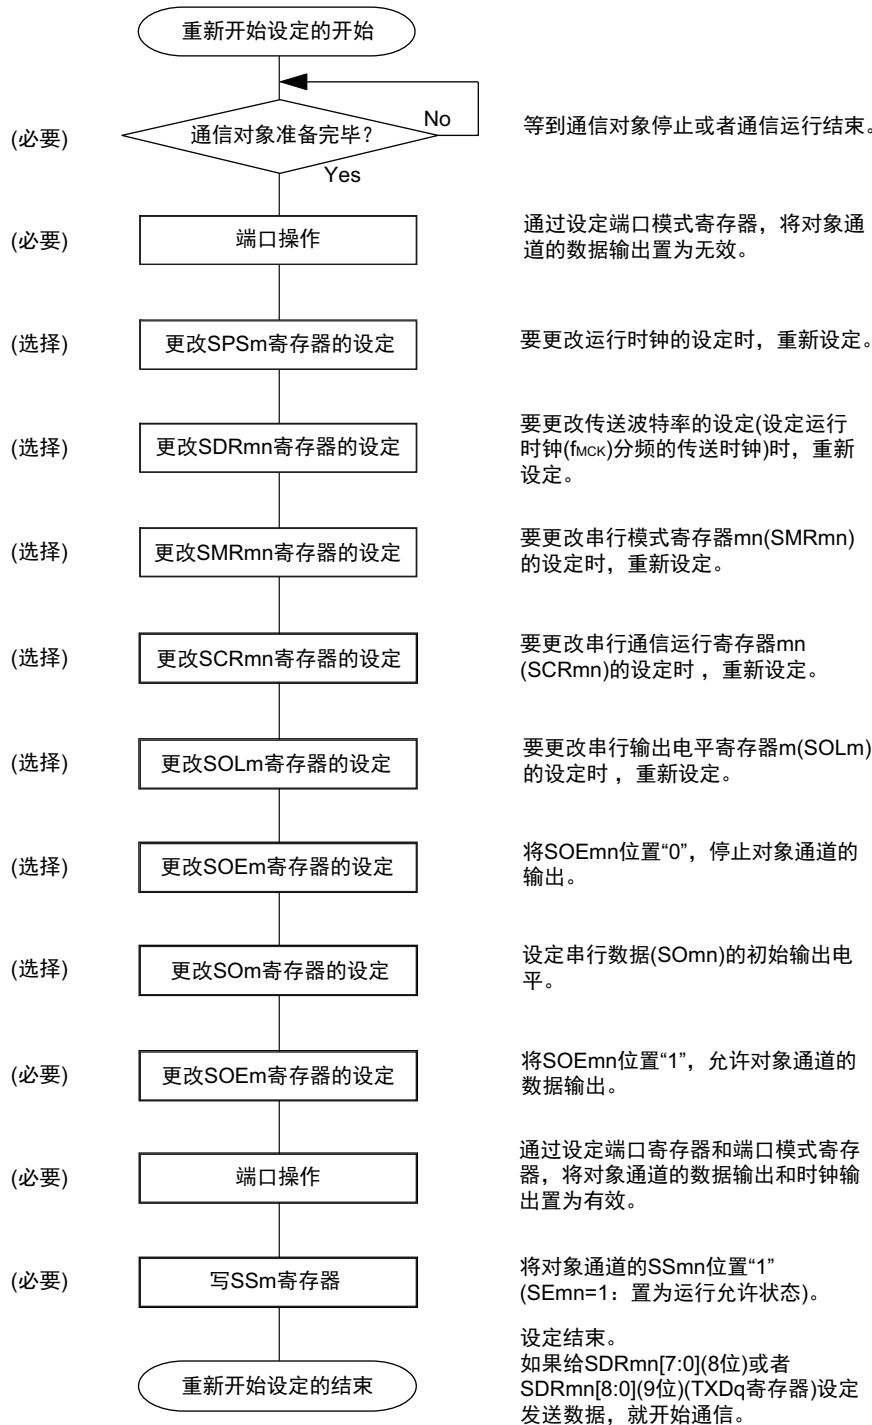 重新开始设定的开始
(必要)
通信对象准备完毕？
No
Yes
等到通信对象停止或者通信运行结束。
(必要)
端口操作
通过设定端口模式寄存器，将对象通
道的数据输出置为无效。
(选择)
更改SPSm寄存器的设定
要更改运行时钟的设定时，重新设定。
(选择)
更改SDRmn寄存器的设定
要更改传送波特率的设定(设定运行
时钟(fMCK)分频的传送时钟)时，重新
设定。
(选择)
更改SMRmn寄存器的设定
要更改串行模式寄存器mn(SMRmn)
的设定时，重新设定。
(选择)
更改SCRmn寄存器的设定
要更改串行通信运行寄存器mn
(SCRmn)的设定时 ，重新设定。
(选择)
更改SOLm寄存器的设定
要更改串行输出电平寄存器m(SOLm)
的设定时 ，重新设定。
(选择)
更改SOEm寄存器的设定
将SOEmn位置“0”，停止对象通道的
输出。
(选择)
更改SOm寄存器的设定
设定串行数据(SOmn)的初始输出电
平。
(必要)
更改SOEm寄存器的设定
将SOEmn位置“1”，允许对象通道的
数据输出。
(必要)
端口操作
通过设定端口寄存器和端口模式寄存
器，将对象通道的数据输出和时钟输
出置为有效。
(必要)
写SSm寄存器
将对象通道的SSmn位置“1”
(SEmn=1：置为运行允许状态)。
重新开始设定的结束
设定结束。
如果给SDRmn[7:0](8位)或者
SDRmn[8:0](9位)(TXDq寄存器)设定
发送数据，就开始通信。